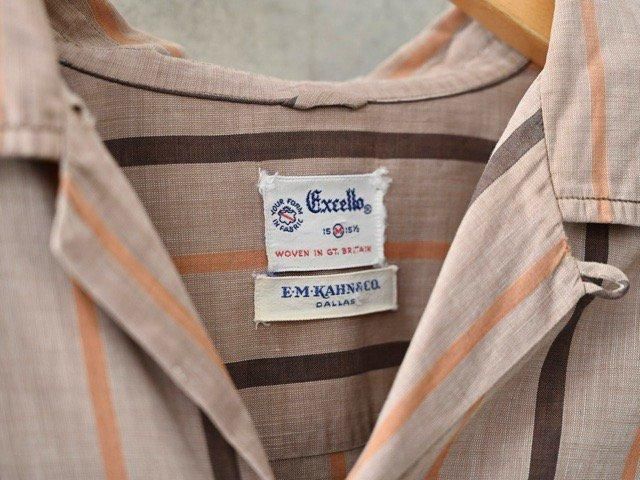 YOUR FORM
IN FABRIC
Excello®
15 M 15½
WOVEN IN GT. BRITAIN
E·M·KAHN & CO.
DALLAS